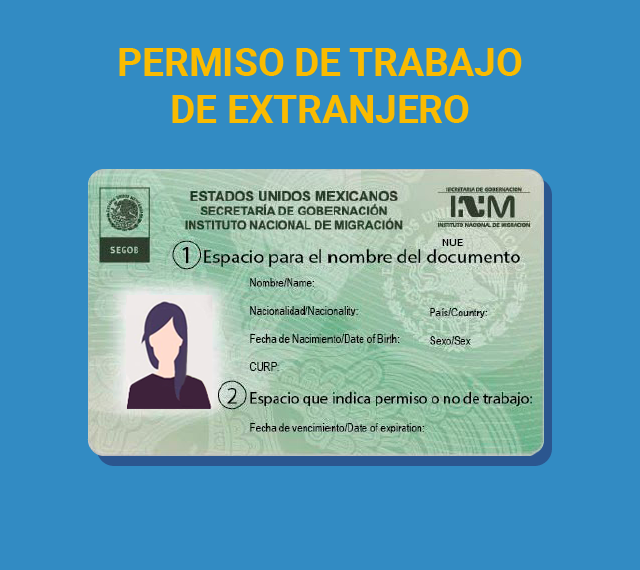 PERMISO DE TRABAJO
DE EXTRANJERO
ESTADOS UNIDOS MEXICANOS
SECRETARÍA DE GOBERNACIÓN
INSTITUTO NACIONAL DE MIGRACIÓN
SEGOB
SECRETARÍA DE GOBERNACIÓN
INM
INSTITUTO NACIONAL DE MIGRACIÓN
NUE
1 Espacio para el nombre del documento
Nombre/Name:
Nacionalidad/Nacionality: País/Country:
Fecha de Nacimiento/Date of Birth: Sexo/Sex
CURP:
2 Espacio que indica permiso o no de trabajo:
Fecha de vencimiento/Date of expiration: